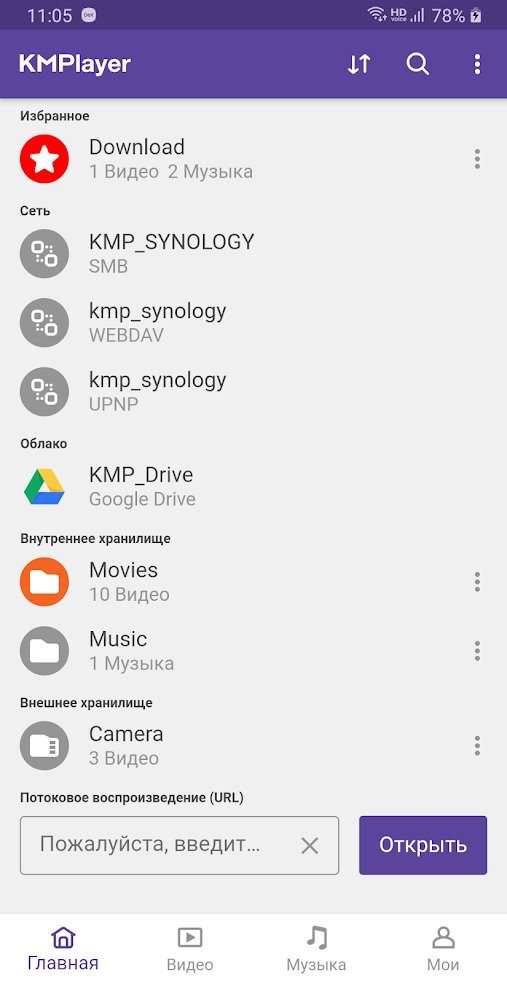 11:05 78%
KMPlayer
Избранное
Download
1 Видео 2 Музыка
Сеть
KMP_SYNOLOGY
SMB
kmp_synology
WEBDAV
kmp_synology
UPNP
Облако
KMP_Drive
Google Drive
Внутреннее хранилище
Movies
10 Видео
Music
1 Музыка
Внешнее хранилище
Camera
3 Видео
Потоковое воспроизведение (URL)
Пожалуйста, введит... Открыть
Главная Видео Музыка Мои